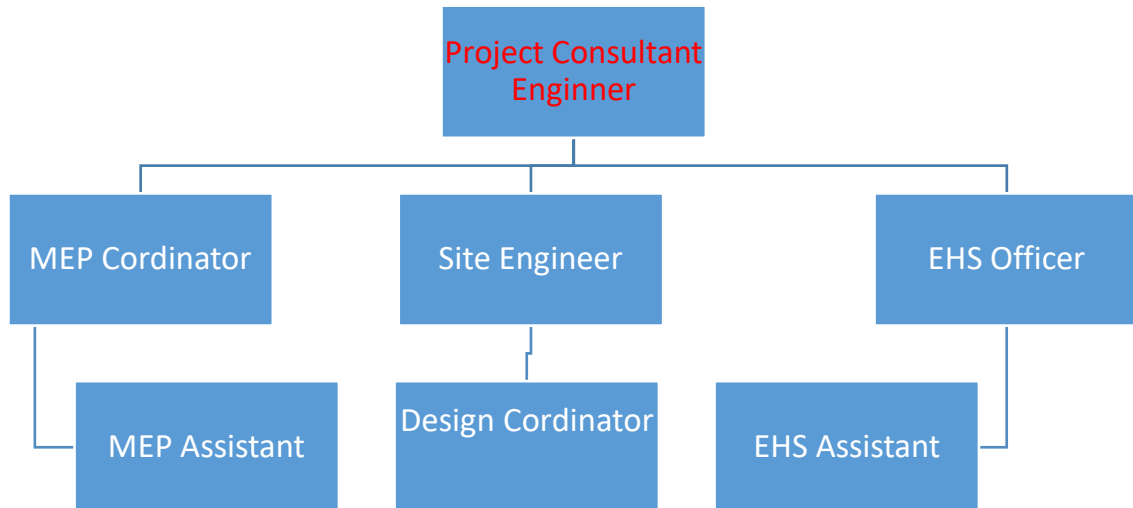 Project Consultant
Enginner
MEP Cordinator
Site Engineer
EHS Officer
MEP Assistant
Design Cordinator
EHS Assistant